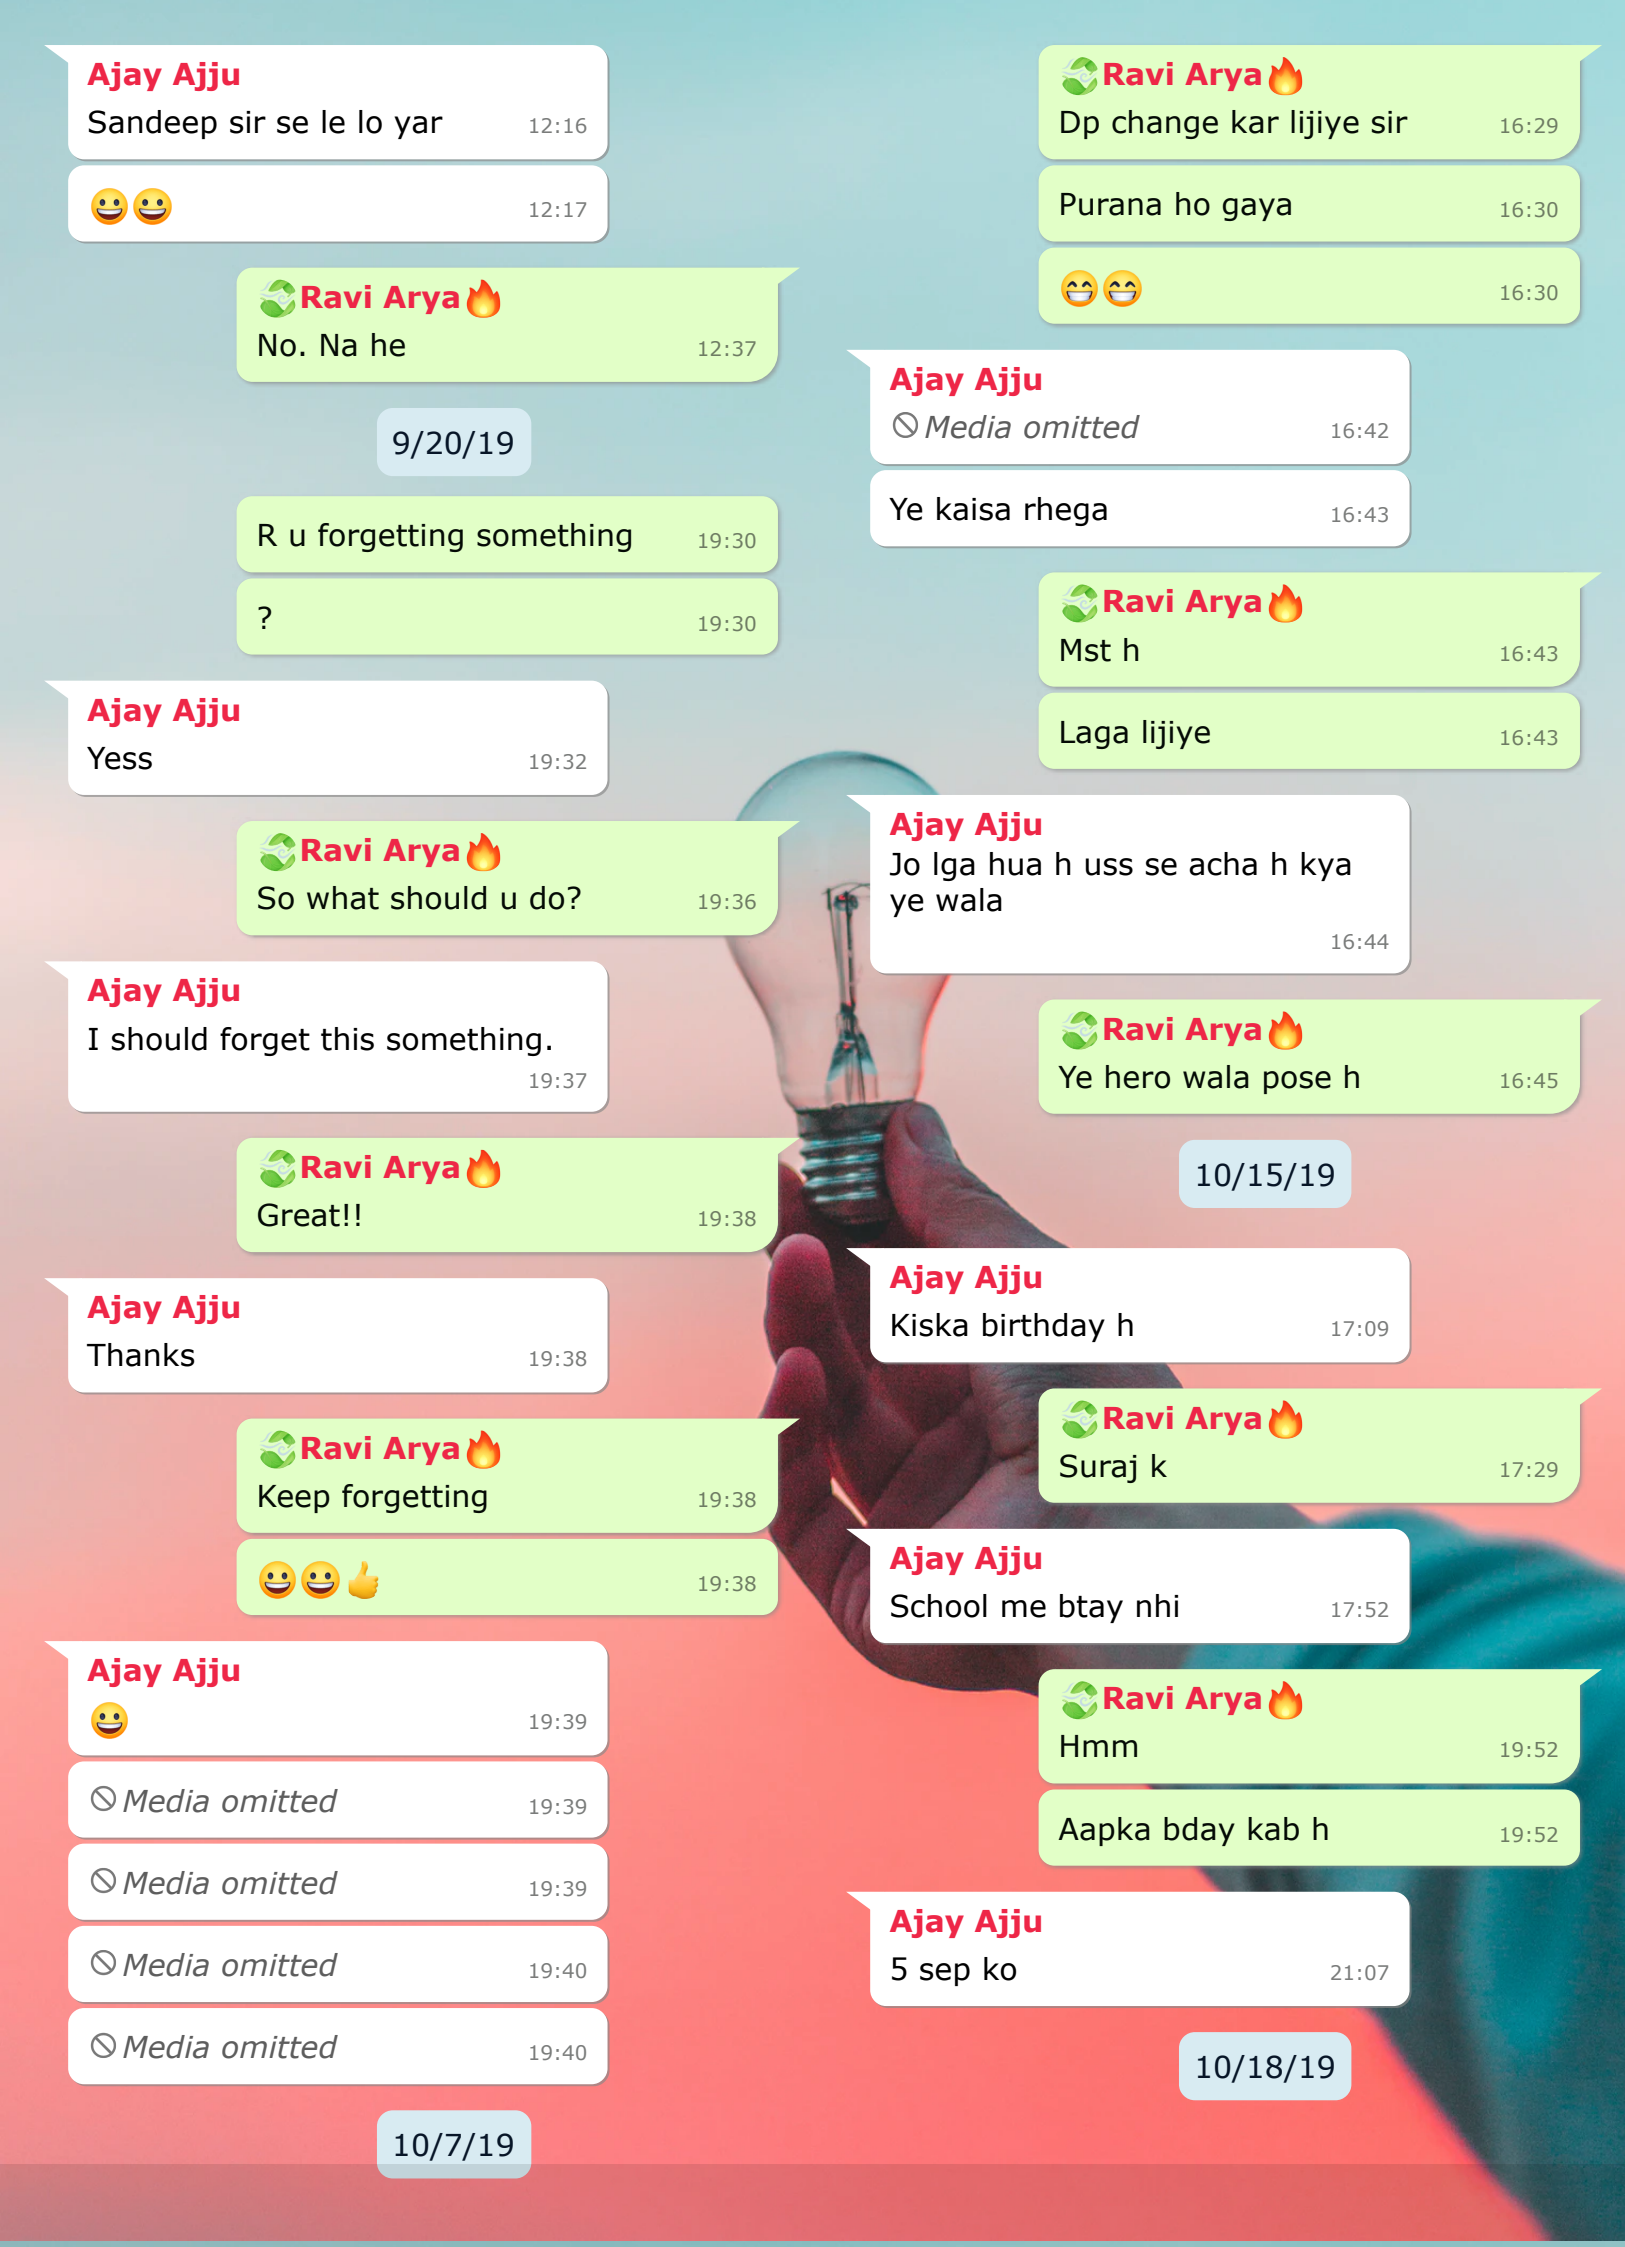 Ajay Ajju
Sandeep sir se le lo yar 12:16
😀😀 12:17
Ravi Arya🔥
No. Na he 12:37
9/20/19
R u forgetting something 19:30
? 19:30
Ajay Ajju
Yess 19:32
Ravi Arya🔥
So what should u do? 19:36
Ajay Ajju
I should forget this something.
19:37
Ravi Arya🔥
Great!! 19:38
Ajay Ajju
Thanks 19:38
Ravi Arya🔥
Keep forgetting 19:38
😀😀👍 19:38
Ajay Ajju
😀 19:39
Media omitted 19:39
Media omitted 19:39
Media omitted 19:40
Media omitted 19:40
10/7/19
Ravi Arya🔥
Dp change kar lijiye sir 16:29
Purana ho gaya 16:30
😁😁 16:30
Ajay Ajju
Media omitted 16:42
Ye kaisa rhega 16:43
Ravi Arya🔥
Mst h 16:43
Laga lijiye 16:43
Ajay Ajju
Jo lga hua h uss se acha h kya
ye wala
16:44
Ravi Arya🔥
Ye hero wala pose h 16:45
10/15/19
Ajay Ajju
Kiska birthday h 17:09
Ravi Arya🔥
Suraj k 17:29
Ajay Ajju
School me btay nhi 17:52
Ravi Arya🔥
Hmm 19:52
Aapka bday kab h 19:52
Ajay Ajju
5 sep ko 21:07
10/18/19